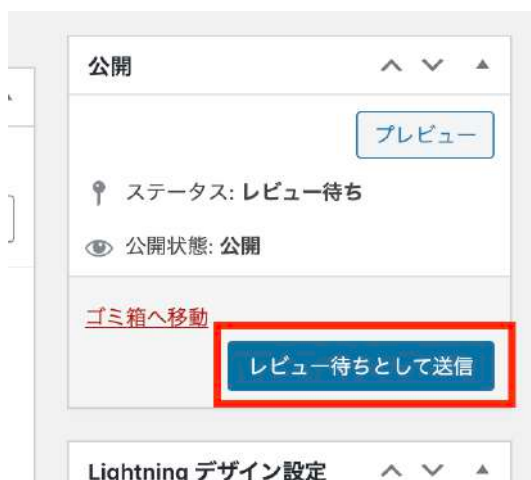 公開
プレビュー
ステータス: レビュー待ち
公開状態: 公開
ゴミ箱へ移動
レビュー待ちとして送信
Lightning デザイン設定